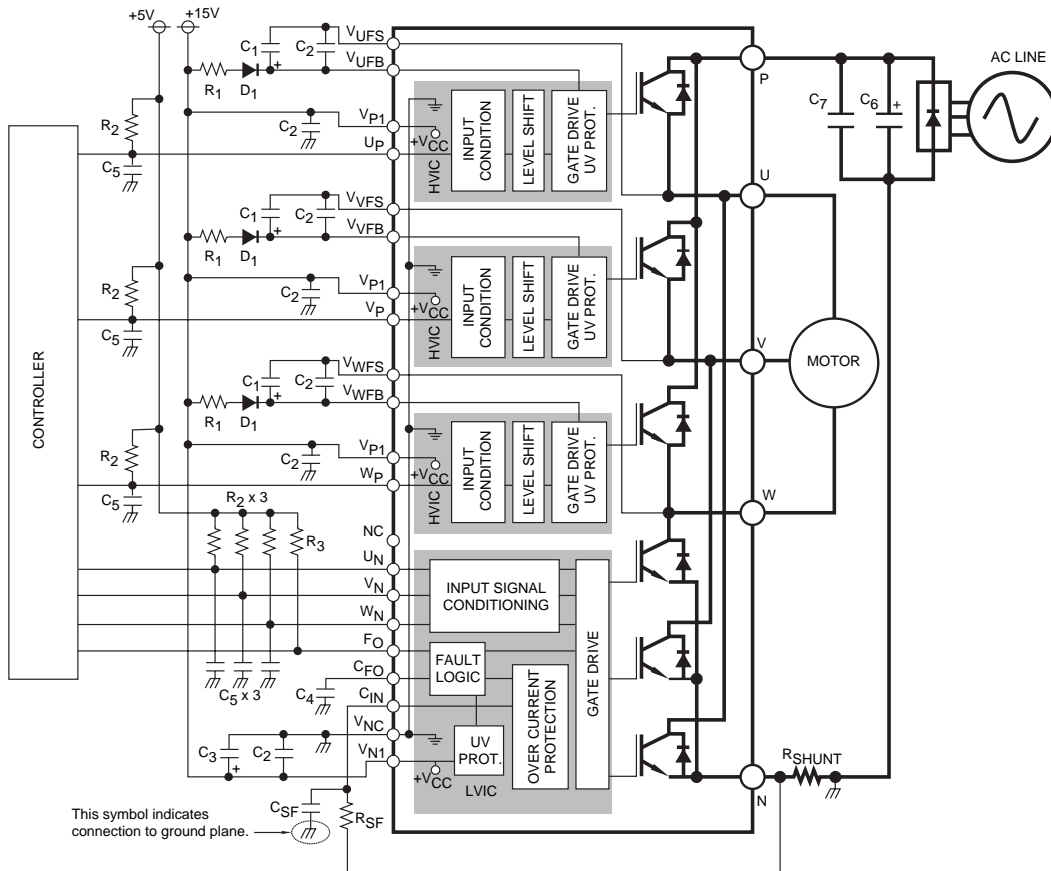 +5V
+15V
C1
+
C2
VUFS
VUFB
R1
D1
C2
VP1
UP
R2
C5
+VCC
HVIC
INPUT
CONDITION
LEVEL SHIFT
GATE DRIVE
UV PROT.
P
C7
C6
+
AC LINE
U
C1
+
C2
VVFS
VVFB
R1
D1
C2
VP1
VP
R2
C5
+VCC
HVIC
INPUT
CONDITION
LEVEL SHIFT
GATE DRIVE
UV PROT.
V
MOTOR
CONTROLLER
C1
+
C2
VWFS
VWFB
R1
D1
C2
VP1
WP
R2
C5
+VCC
HVIC
INPUT
CONDITION
LEVEL SHIFT
GATE DRIVE
UV PROT.
W
R2 x 3
R3
NC
UN
VN
WN
FO
CFO
CIN
VNC
VN1
C5 x 3
C4
C3
+
C2
INPUT SIGNAL
CONDITIONING
FAULT
LOGIC
UV
PROT.
+VCC
LVIC
OVER CURRENT
PROTECTION
GATE DRIVE
RSHUNT
N
CSF
RSF
This symbol indicates
connection to ground plane.